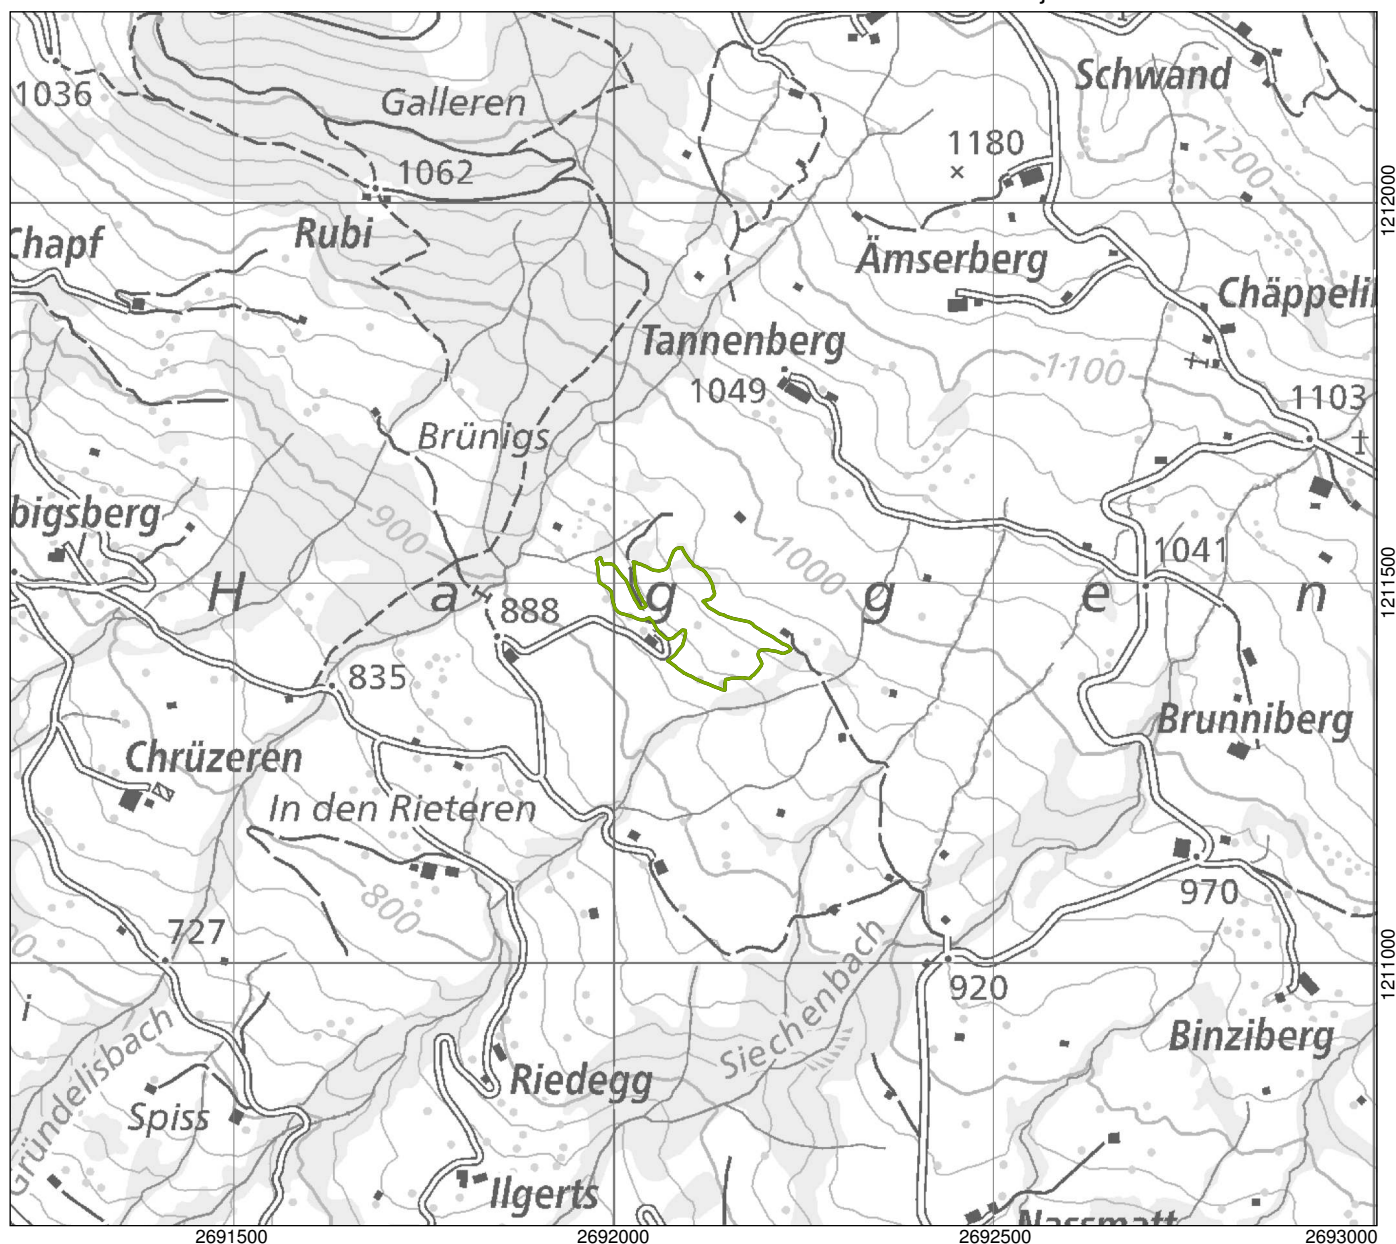 Schwand
1036
Galleren
1200
1180
1062
1212000
Rubi
Chapf
Ämserberg
Chäppeli
Tannenberg
1100
1049
1103
Brünigs
bigsberg
900
1000
1041
1211500
H a g g e n
888
835
Brunniberg
Chrüzeren
In den Rieteren
800
970
727
1211000
920
i
Siechenbach
Binziberg
Gründelisbach
Riedegg
Spiss
Ilgerts
Nassmatt
2691500
2692000
2692500
2693000